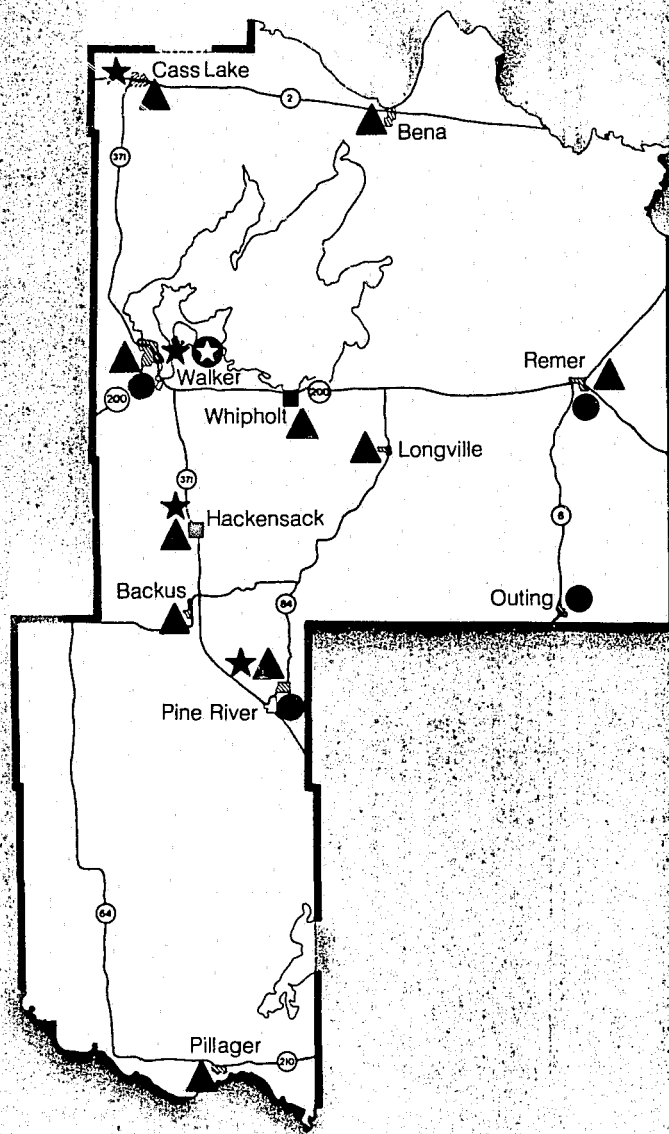 Cass Lake
2
Bena
371
Remer
Walker
200
200
Whipholt
Longville
371
Hackensack
6
Backus
84
Outing
Pine River
64
Pillager
210